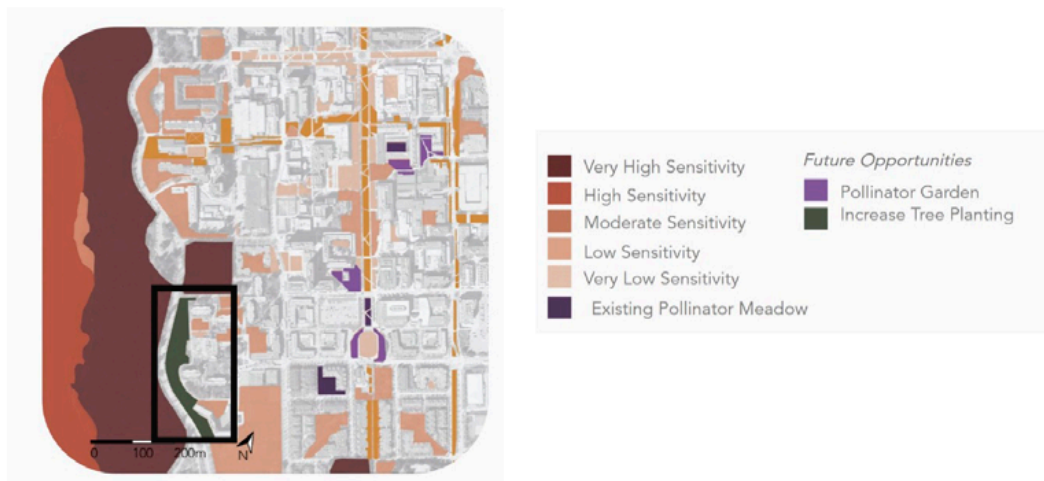 Very High Sensitivity
High Sensitivity
Moderate Sensitivity
Low Sensitivity
Very Low Sensitivity
Existing Pollinator Meadow
Future Opportunities
Pollinator Garden
Increase Tree Planting
0 100 200m N